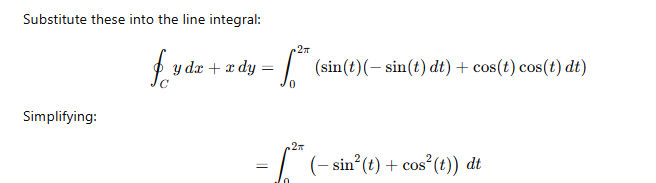 Substitute these into the line integral:
∮_C y dx + x dy = ∫_0^{2π} (sin(t)(− sin(t) dt) + cos(t) cos(t) dt)
Simplifying:
= ∫_0^{2π} (− sin²(t) + cos²(t)) dt